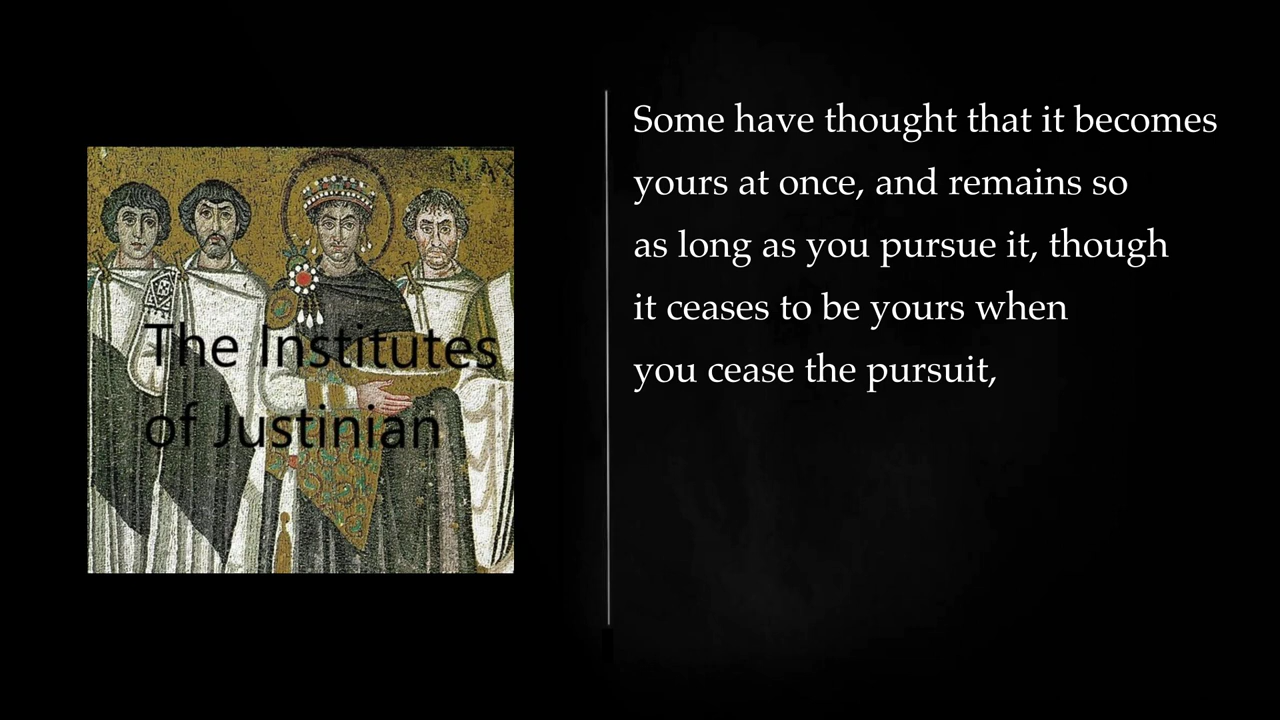 MAX
The Institutes
of Justinian
Some have thought that it becomes
yours at once, and remains so
as long as you pursue it, though
it ceases to be yours when
you cease the pursuit,